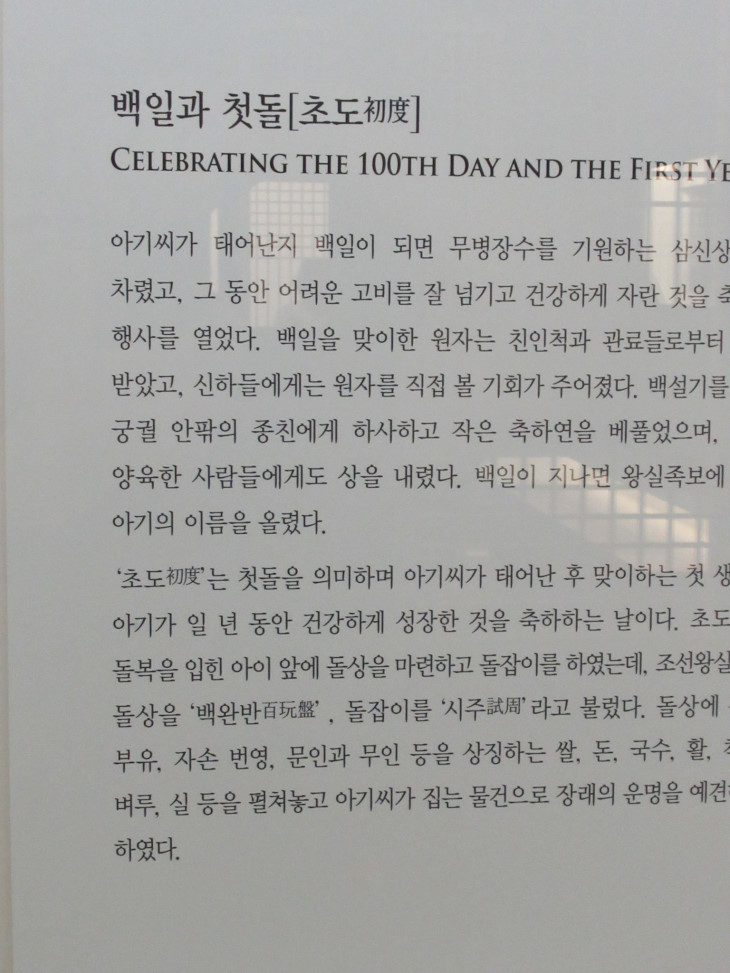 백일과 첫돌[초도初度]
CELEBRATING THE 100TH DAY AND THE FIRST
아기씨가 태어난지 백일이 되면 무병장수를 기원하는 삼신상
차렸고, 그 동안 어려운 고비를 잘 넘기고 건강하게 자란 것을
행사를 열었다. 백일을 맞이한 원자는 친인척과 관료들로부터
받았고, 신하들에게는 원자를 직접 볼 기회가 주어졌다. 백설기를
궁궐 안팎의 종친에게 하사하고 작은 축하연을 베풀었으며,
양육한 사람들에게도 상을 내렸다. 백일이 지나면 왕실족보에
아기의 이름을 올렸다.
‘초도初度’는 첫돌을 의미하며 아기씨가 태어난 후 맞이하는 첫
아기가 일 년 동안 건강하게 성장한 것을 축하하는 날이다. 초도
돌복을 입힌 아이 앞에 돌상을 마련하고 돌잡이를 하였는데, 조선왕실
돌상을 ‘백완반百玩盤’, 돌잡이를 ‘시주試周’라고 불렀다. 돌상에
부유, 자손 번영, 문인과 무인 등을 상징하는 쌀, 돈, 국수, 활,
벼루, 실 등을 펼쳐놓고 아기씨가 집는 물건으로 장래의 운명을 예견
하였다.